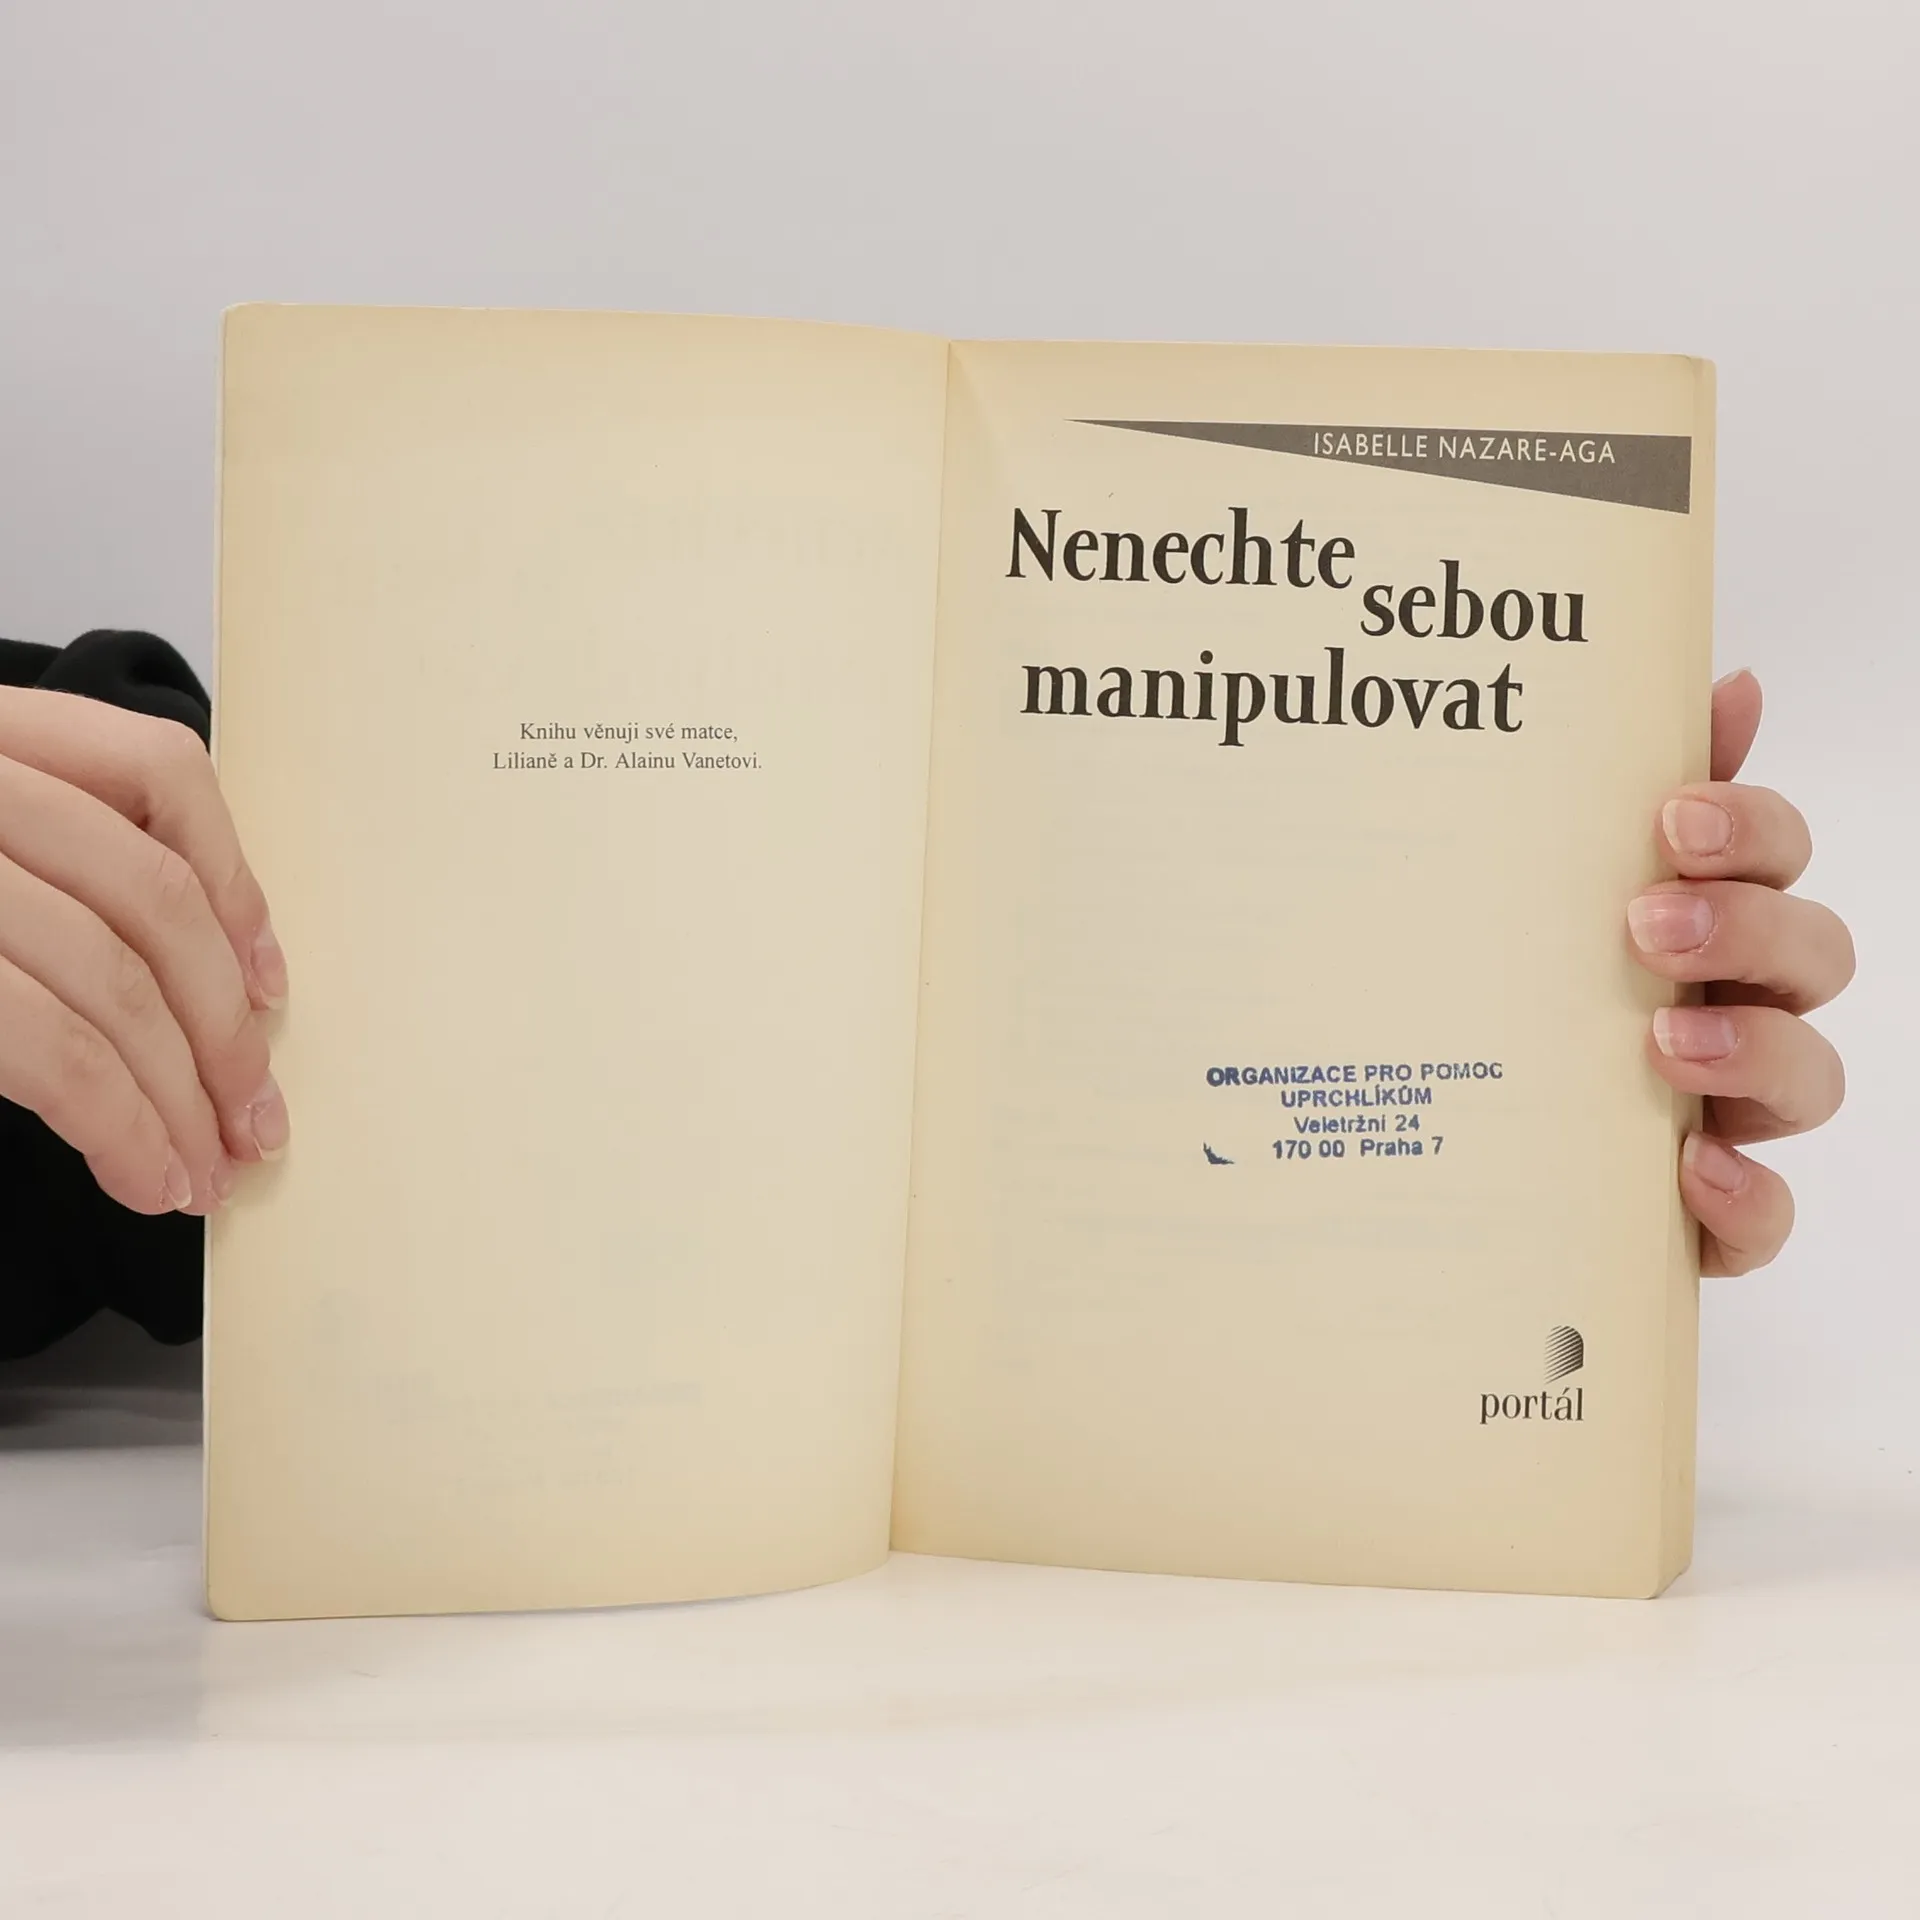 Knihu věnuji své matce,
Lilianě a Dr. Alainu Vanetovi.
ISABELLE NAZARE-AGA
Nenechte
sebou
manipulovat
ORGANIZACE PRO POMOC
UPRCHLÍKŮM
Veletržní 24
170 00 Praha 7
portál